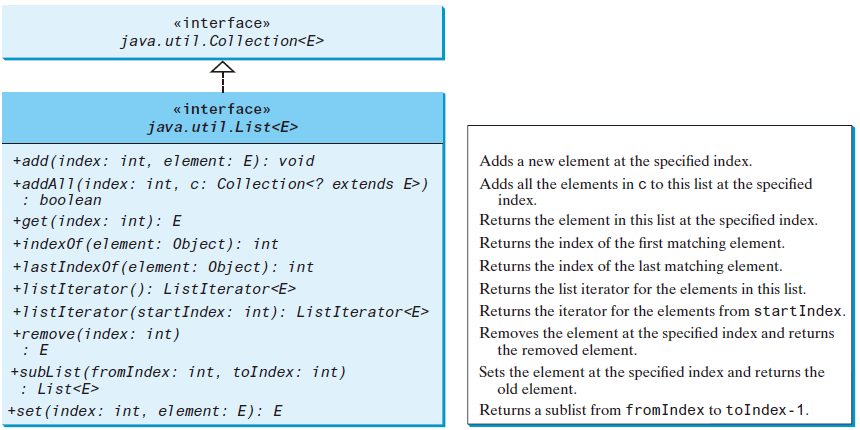 «interface»
java.util.Collection<E>
«interface»
java.util.List<E>
+add(index: int, element: E): void
+addAll(index: int, c: Collection<? extends E>)
: boolean
+get(index: int): E
+indexOf(element: Object): int
+lastIndexOf(element: Object): int
+listIterator(): ListIterator<E>
+listIterator(startIndex: int): ListIterator<E>
+remove(index: int)
: E
+subList(fromIndex: int, toIndex: int)
: List<E>
+set(index: int, element: E): E
Adds a new element at the specified index.
Adds all the elements in c to this list at the specified
index.
Returns the element in this list at the specified index.
Returns the index of the first matching element.
Returns the index of the last matching element.
Returns the list iterator for the elements in this list.
Returns the iterator for the elements from startIndex.
Removes the element at the specified index and returns
the removed element.
Sets the element at the specified index and returns the
old element.
Returns a sublist from fromIndex to toIndex-1.